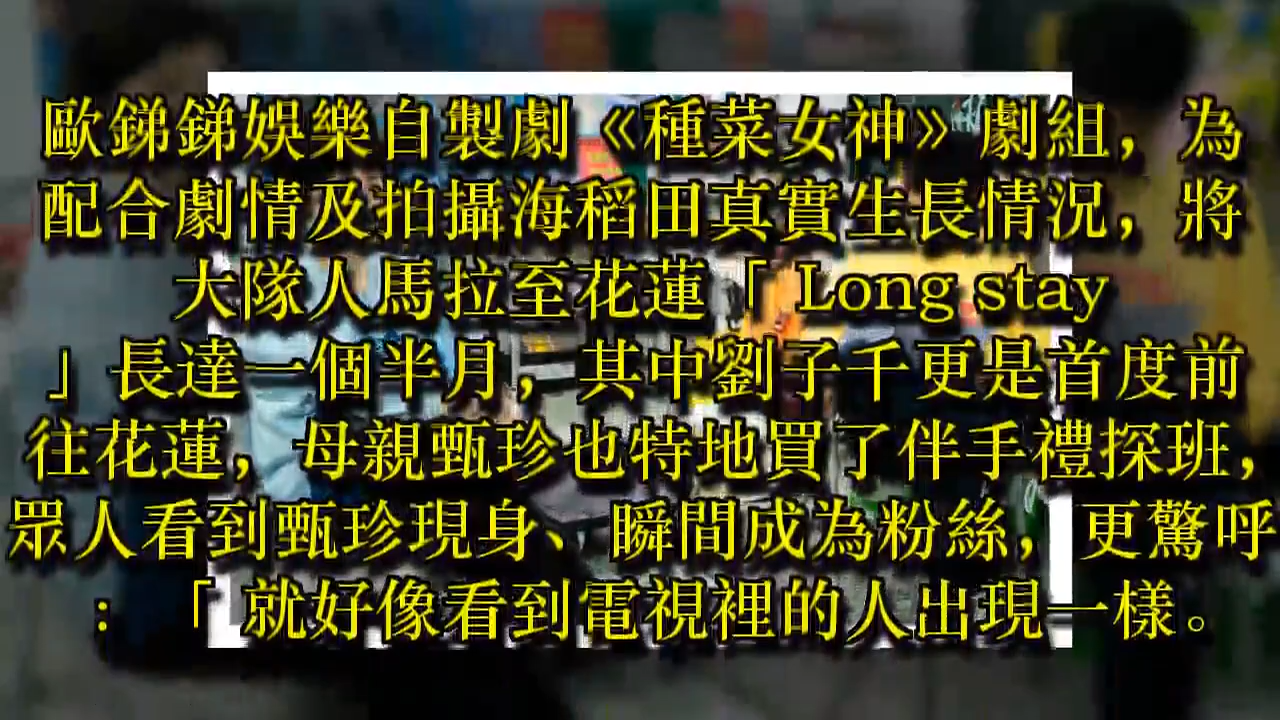 歐銻銻娛樂自製劇《種菜女神》劇組，為
配合劇情及拍攝海稻田真實生長情況，將
大隊人馬拉至花蓮「 Long stay
」長達一個半月，其中劉子千更是首度前
往花蓮，母親甄珍也特地買了伴手禮探班，
眾人看到甄珍現身、瞬間成為粉絲，更驚呼
：「 就好像看到電視裡的人出現一樣。